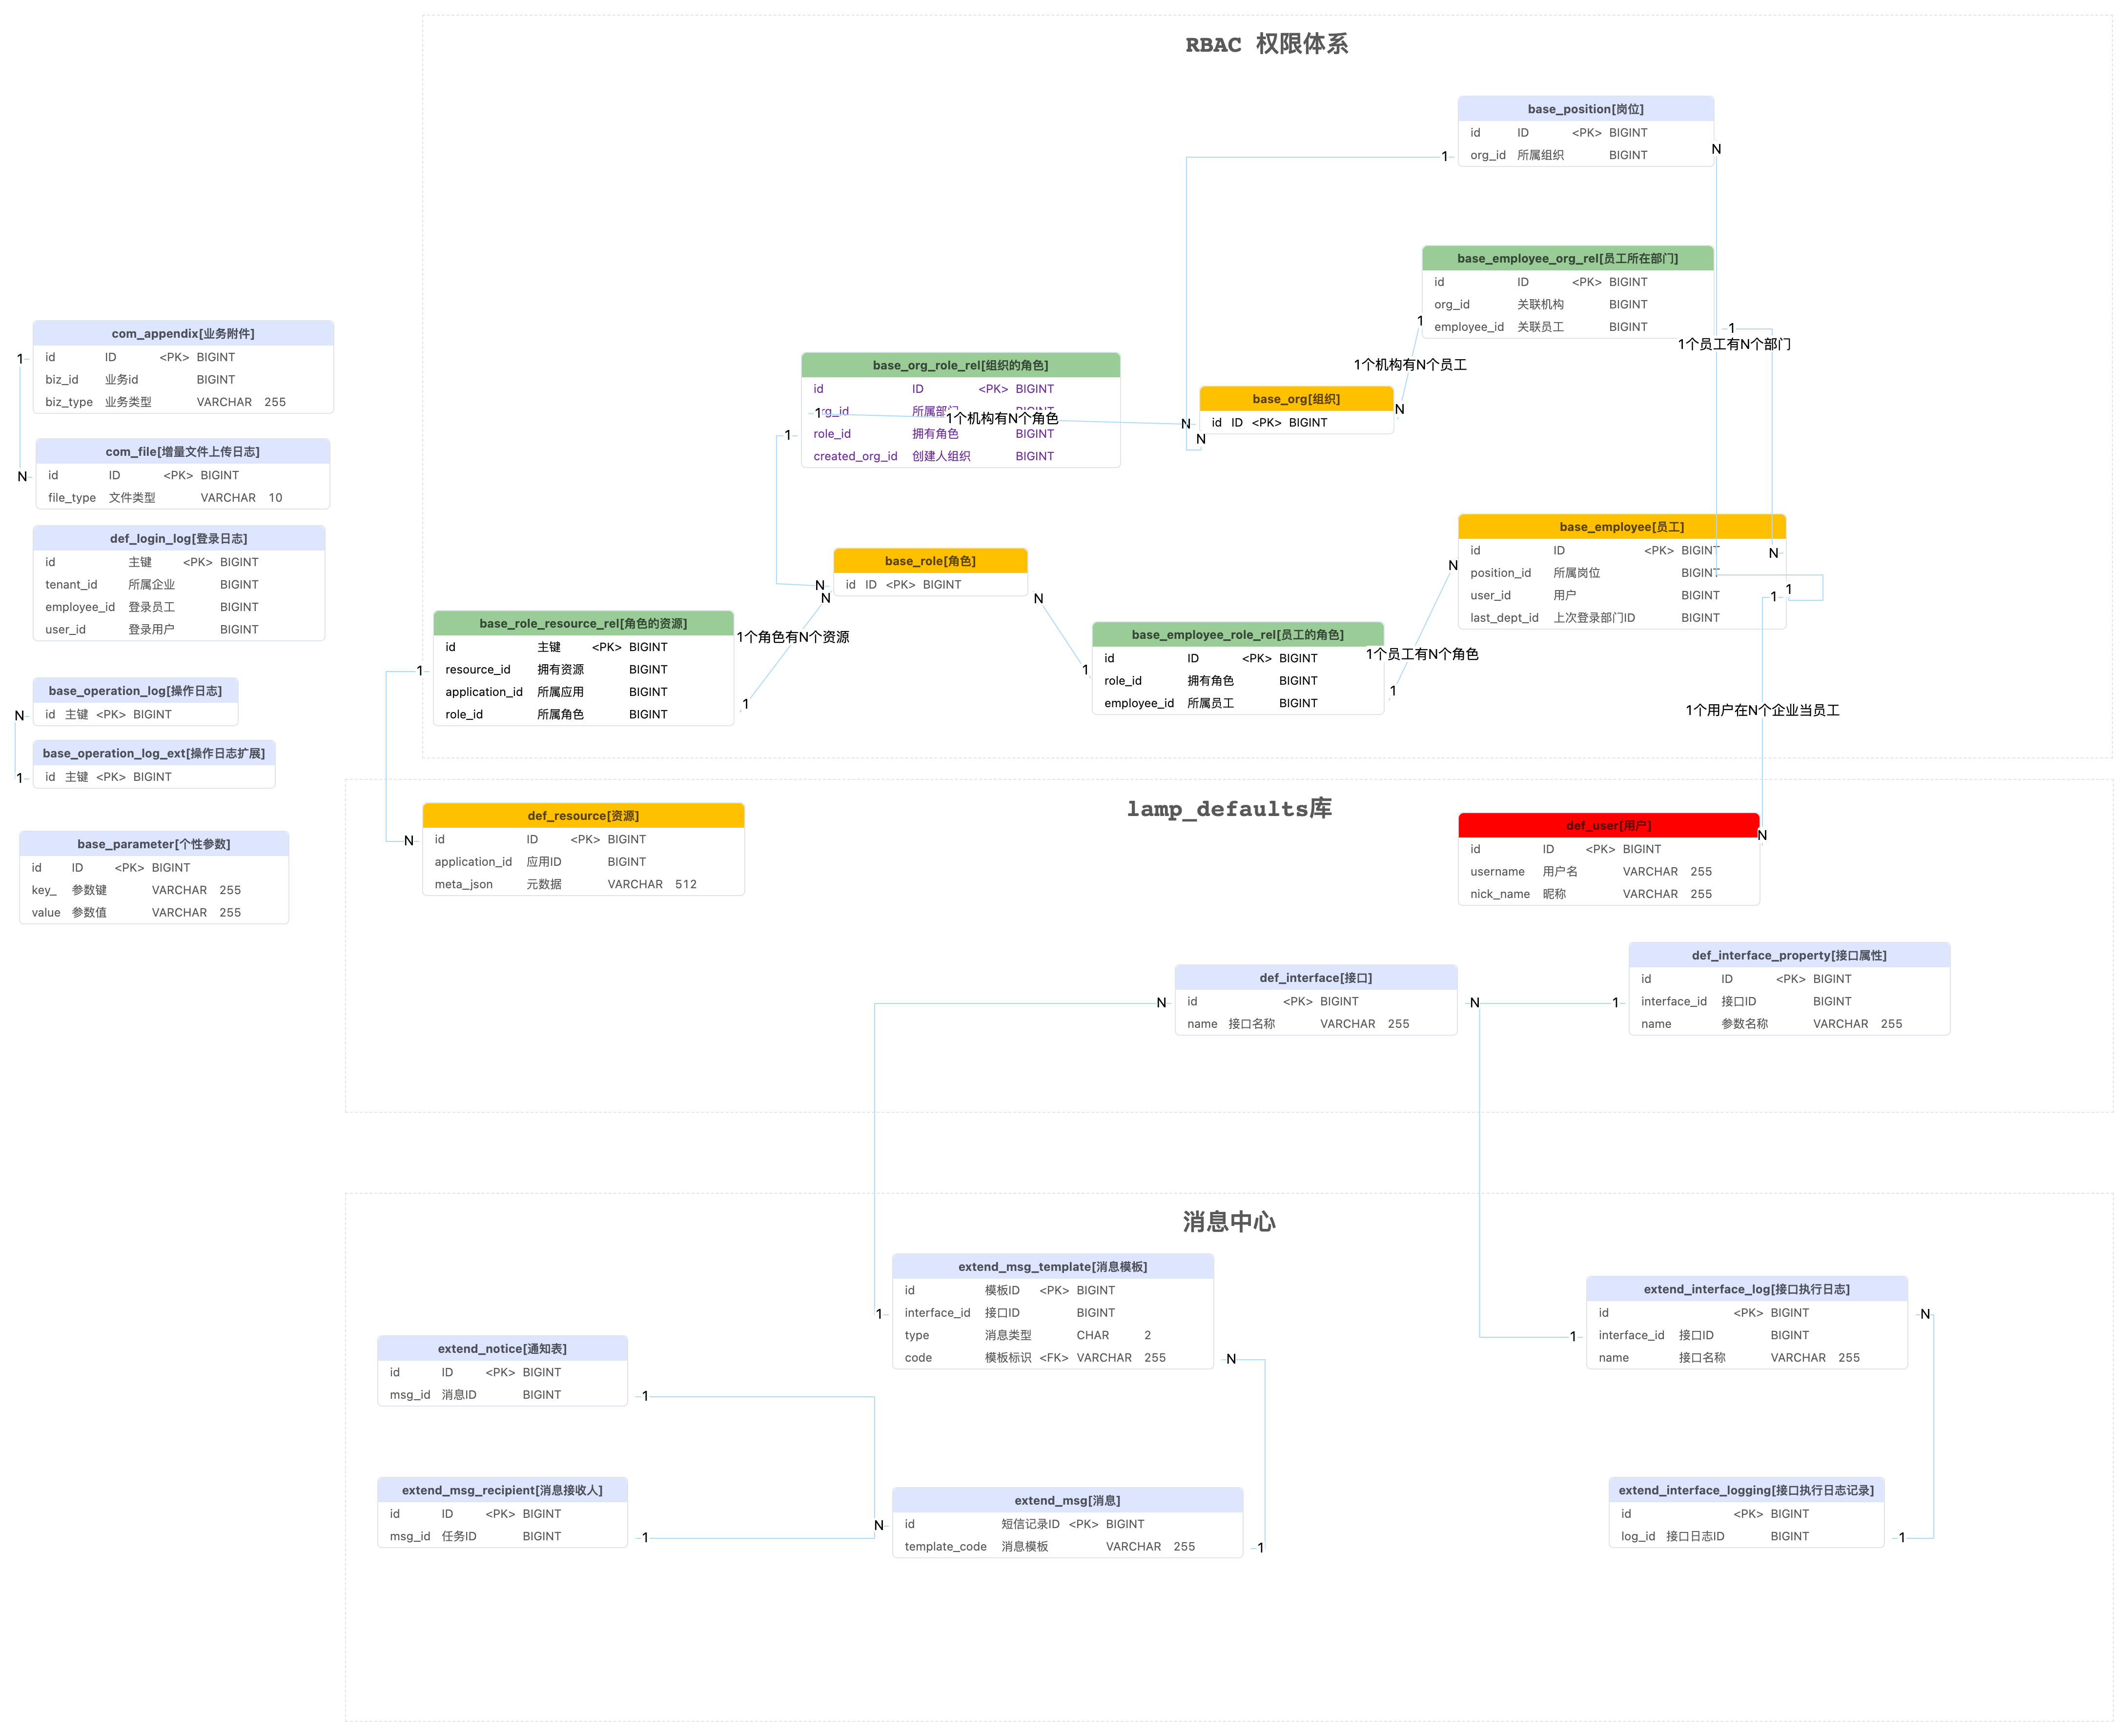 RBAC 权限体系
base_position[岗位]
id ID <PK> BIGINT
org_id 所属组织 BIGINT
1
N
base_employee_org_rel[员工所在部门]
id ID <PK> BIGINT
org_id 关联机构 BIGINT
employee_id 关联员工 BIGINT
1
1
1个员工有N个部门
1个机构有N个员工
base_org_role_rel[组织的角色]
id ID <PK> BIGINT
org_id 所属部门 BIGINT
role_id 拥有角色 BIGINT
created_org_id 创建人组织 BIGINT
1
1个机构有N个角色
1
base_org[组织]
id ID <PK> BIGINT
N
N
N
base_employee[员工]
id ID <PK> BIGINT
position_id 所属岗位 BIGINT
user_id 用户 BIGINT
last_dept_id 上次登录部门ID BIGINT
N
N
1
1
base_role[角色]
id ID <PK> BIGINT
N
N
N
base_role_resource_rel[角色的资源]
id 主键 <PK> BIGINT
resource_id 拥有资源 BIGINT
application_id 所属应用 BIGINT
role_id 所属角色 BIGINT
1
1
1个角色有N个资源
base_employee_role_rel[员工的角色]
id ID <PK> BIGINT
role_id 拥有角色 BIGINT
employee_id 所属员工 BIGINT
1
1
1个员工有N个角色
1个用户在N个企业当员工
com_appendix[业务附件]
id ID <PK> BIGINT
biz_id 业务id BIGINT
biz_type 业务类型 VARCHAR 255
1
com_file[增量文件上传日志]
id ID <PK> BIGINT
file_type 文件类型 VARCHAR 10
N
def_login_log[登录日志]
id 主键 <PK> BIGINT
tenant_id 所属企业 BIGINT
employee_id 登录员工 BIGINT
user_id 登录用户 BIGINT
base_operation_log[操作日志]
id 主键 <PK> BIGINT
N
base_operation_log_ext[操作日志扩展]
id 主键 <PK> BIGINT
1
base_parameter[个性参数]
id ID <PK> BIGINT
key_ 参数键 VARCHAR 255
value 参数值 VARCHAR 255
lamp_defaults库
def_resource[资源]
id ID <PK> BIGINT
application_id 应用ID BIGINT
meta_json 元数据 VARCHAR 512
N
def_user[用户]
id ID <PK> BIGINT
username 用户名 VARCHAR 255
nick_name 昵称 VARCHAR 255
N
def_interface[接口]
id <PK> BIGINT
name 接口名称 VARCHAR 255
N
N
def_interface_property[接口属性]
id ID <PK> BIGINT
interface_id 接口ID BIGINT
name 参数名称 VARCHAR 255
1
消息中心
extend_msg_template[消息模板]
id 模板ID <PK> BIGINT
interface_id 接口ID BIGINT
type 消息类型 CHAR 2
code 模板标识 <FK> VARCHAR 255
1
N
extend_interface_log[接口执行日志]
id <PK> BIGINT
interface_id 接口ID BIGINT
name 接口名称 VARCHAR 255
1
N
extend_notice[通知表]
id ID <PK> BIGINT
msg_id 消息ID BIGINT
1
extend_msg_recipient[消息接收人]
id ID <PK> BIGINT
msg_id 任务ID BIGINT
1
extend_msg[消息]
id 短信记录ID <PK> BIGINT
template_code 消息模板 VARCHAR 255
N
1
extend_interface_logging[接口执行日志记录]
id <PK> BIGINT
log_id 接口日志ID BIGINT
1